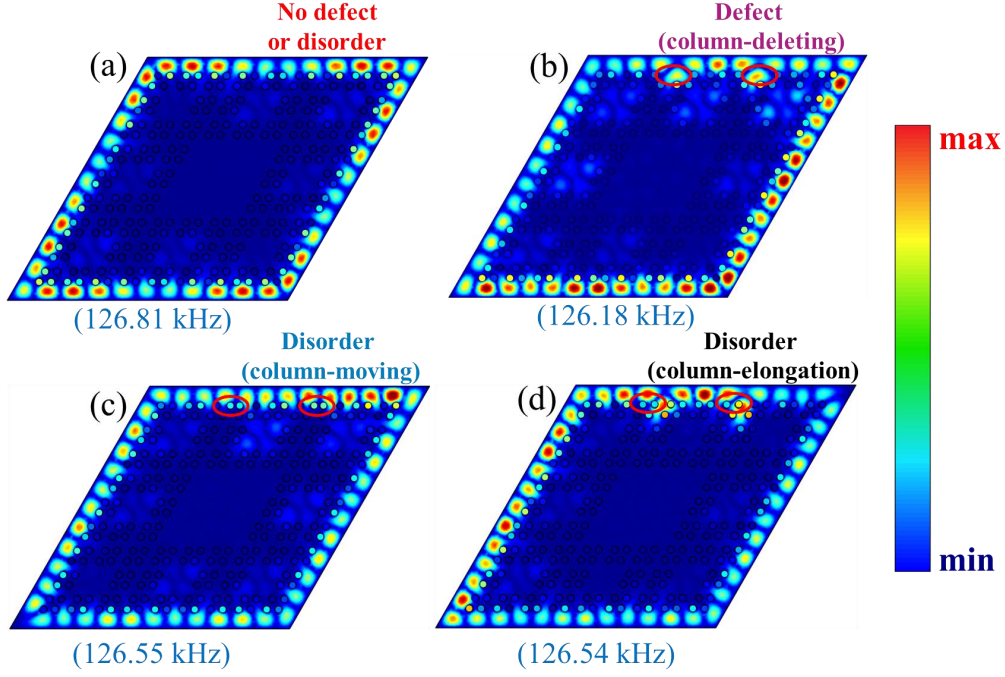 No defect
or disorder
(a)
(126.81 kHz)
Defect
(column-deleting)
(b)
(126.18 kHz)
Disorder
(column-moving)
(c)
(126.55 kHz)
Disorder
(column-elongation)
(d)
(126.54 kHz)
max
min